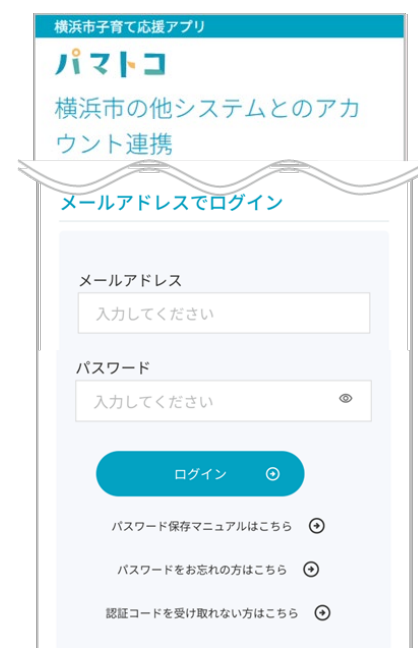 横浜市子育て応援アプリ
パマトコ
横浜市の他システムとのアカ
ウント連携
メールアドレスでログイン
メールアドレス
入力してください
パスワード
入力してください
ログイン
パスワード保存マニュアルはこちら
パスワードをお忘れの方はこちら
認証コードを受け取れない方はこちら